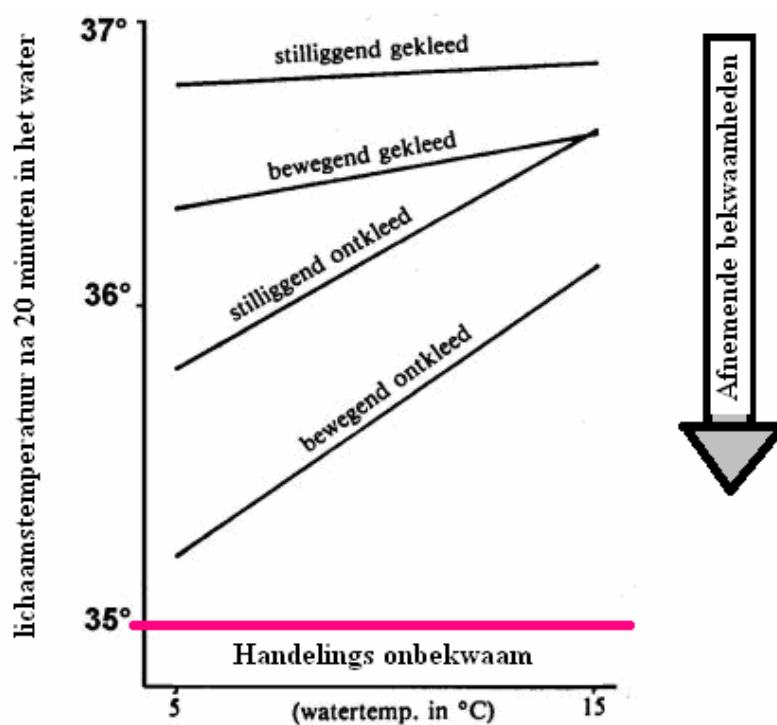 lichaamstemperatuur na 20 minuten in het water
37°
36°
35°
stilliggend gekleed
bewegend gekleed
stilliggend ontkleed
bewegend ontkleed
Handelings onbekwaam
5
(watertemp. in °C)
15
Afnemende bekwaamheden